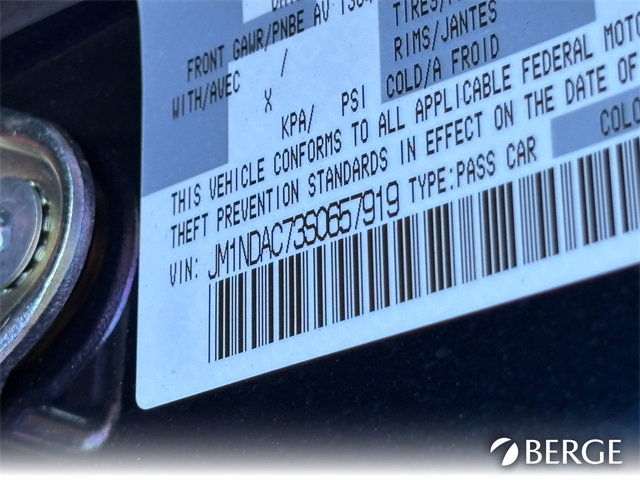 FRONT GAWR/PNBE AV
TIRES/
WITH/AVEC
/
RIMS/JANTES
X
COLD/A FROID
KPA/ PSI
THIS VEHICLE CONFORMS TO ALL APPLICABLE FEDERAL MOTO
THEFT PREVENTION STANDARDS IN EFFECT ON THE DATE OF
VIN: JM1NDAC73S0657919 TYPE:PASS CAR
COLO
BERGE